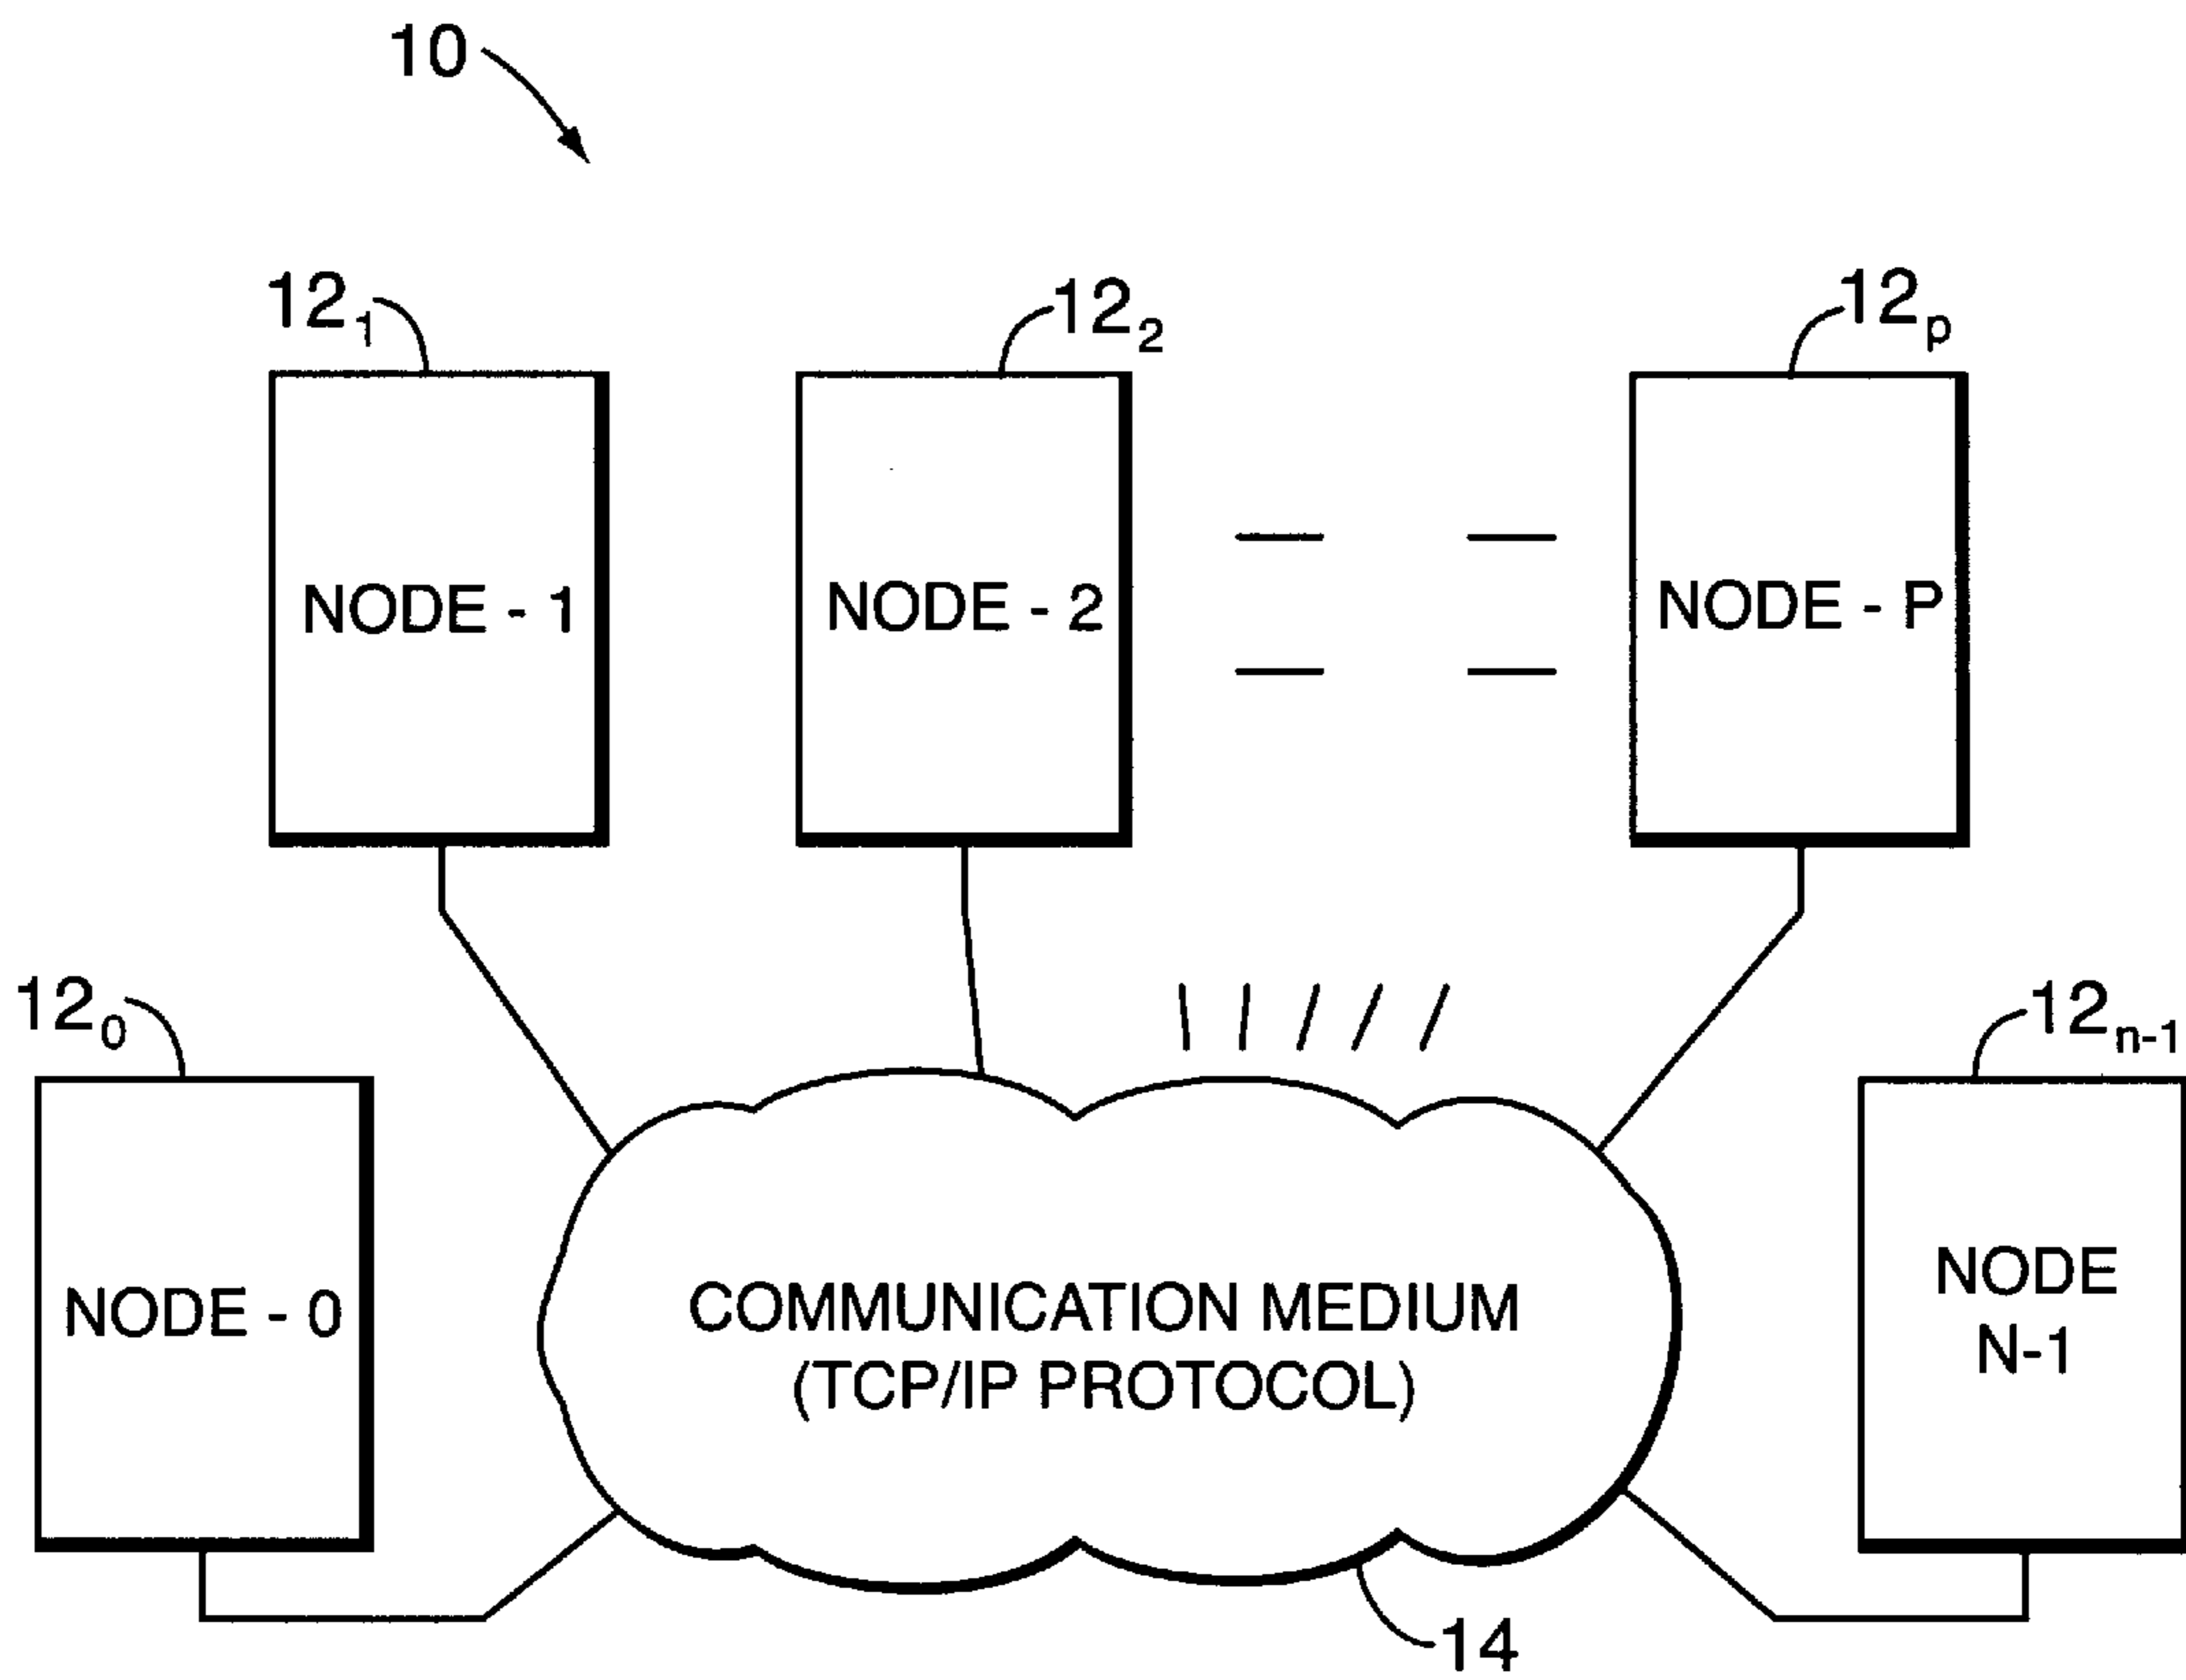 10
12₁
12₂
12ₚ
NODE - 1
NODE - 2
NODE - P
12₀
12ₙ₋₁
NODE - 0
COMMUNICATION MEDIUM
(TCP/IP PROTOCOL)
NODE
N-1
14